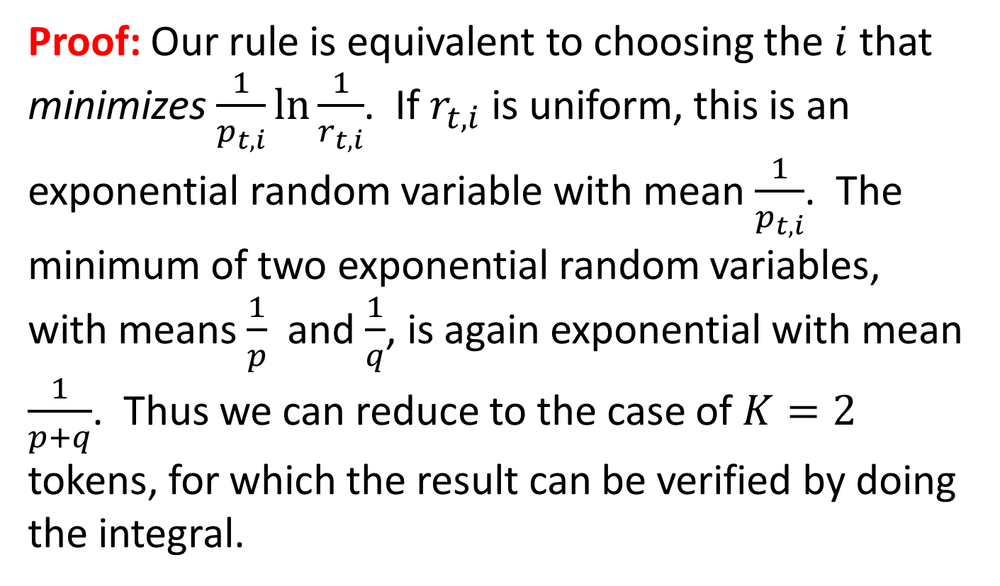 Proof: Our rule is equivalent to choosing the i that
minimizes \frac{1}{p_{t,i}} \ln \frac{1}{r_{t,i}}. If r_{t,i} is uniform, this is an
exponential random variable with mean \frac{1}{p_{t,i}}. The
minimum of two exponential random variables,
with means \frac{1}{p} and \frac{1}{q}, is again exponential with mean
\frac{1}{p+q}. Thus we can reduce to the case of K = 2
tokens, for which the result can be verified by doing
the integral.